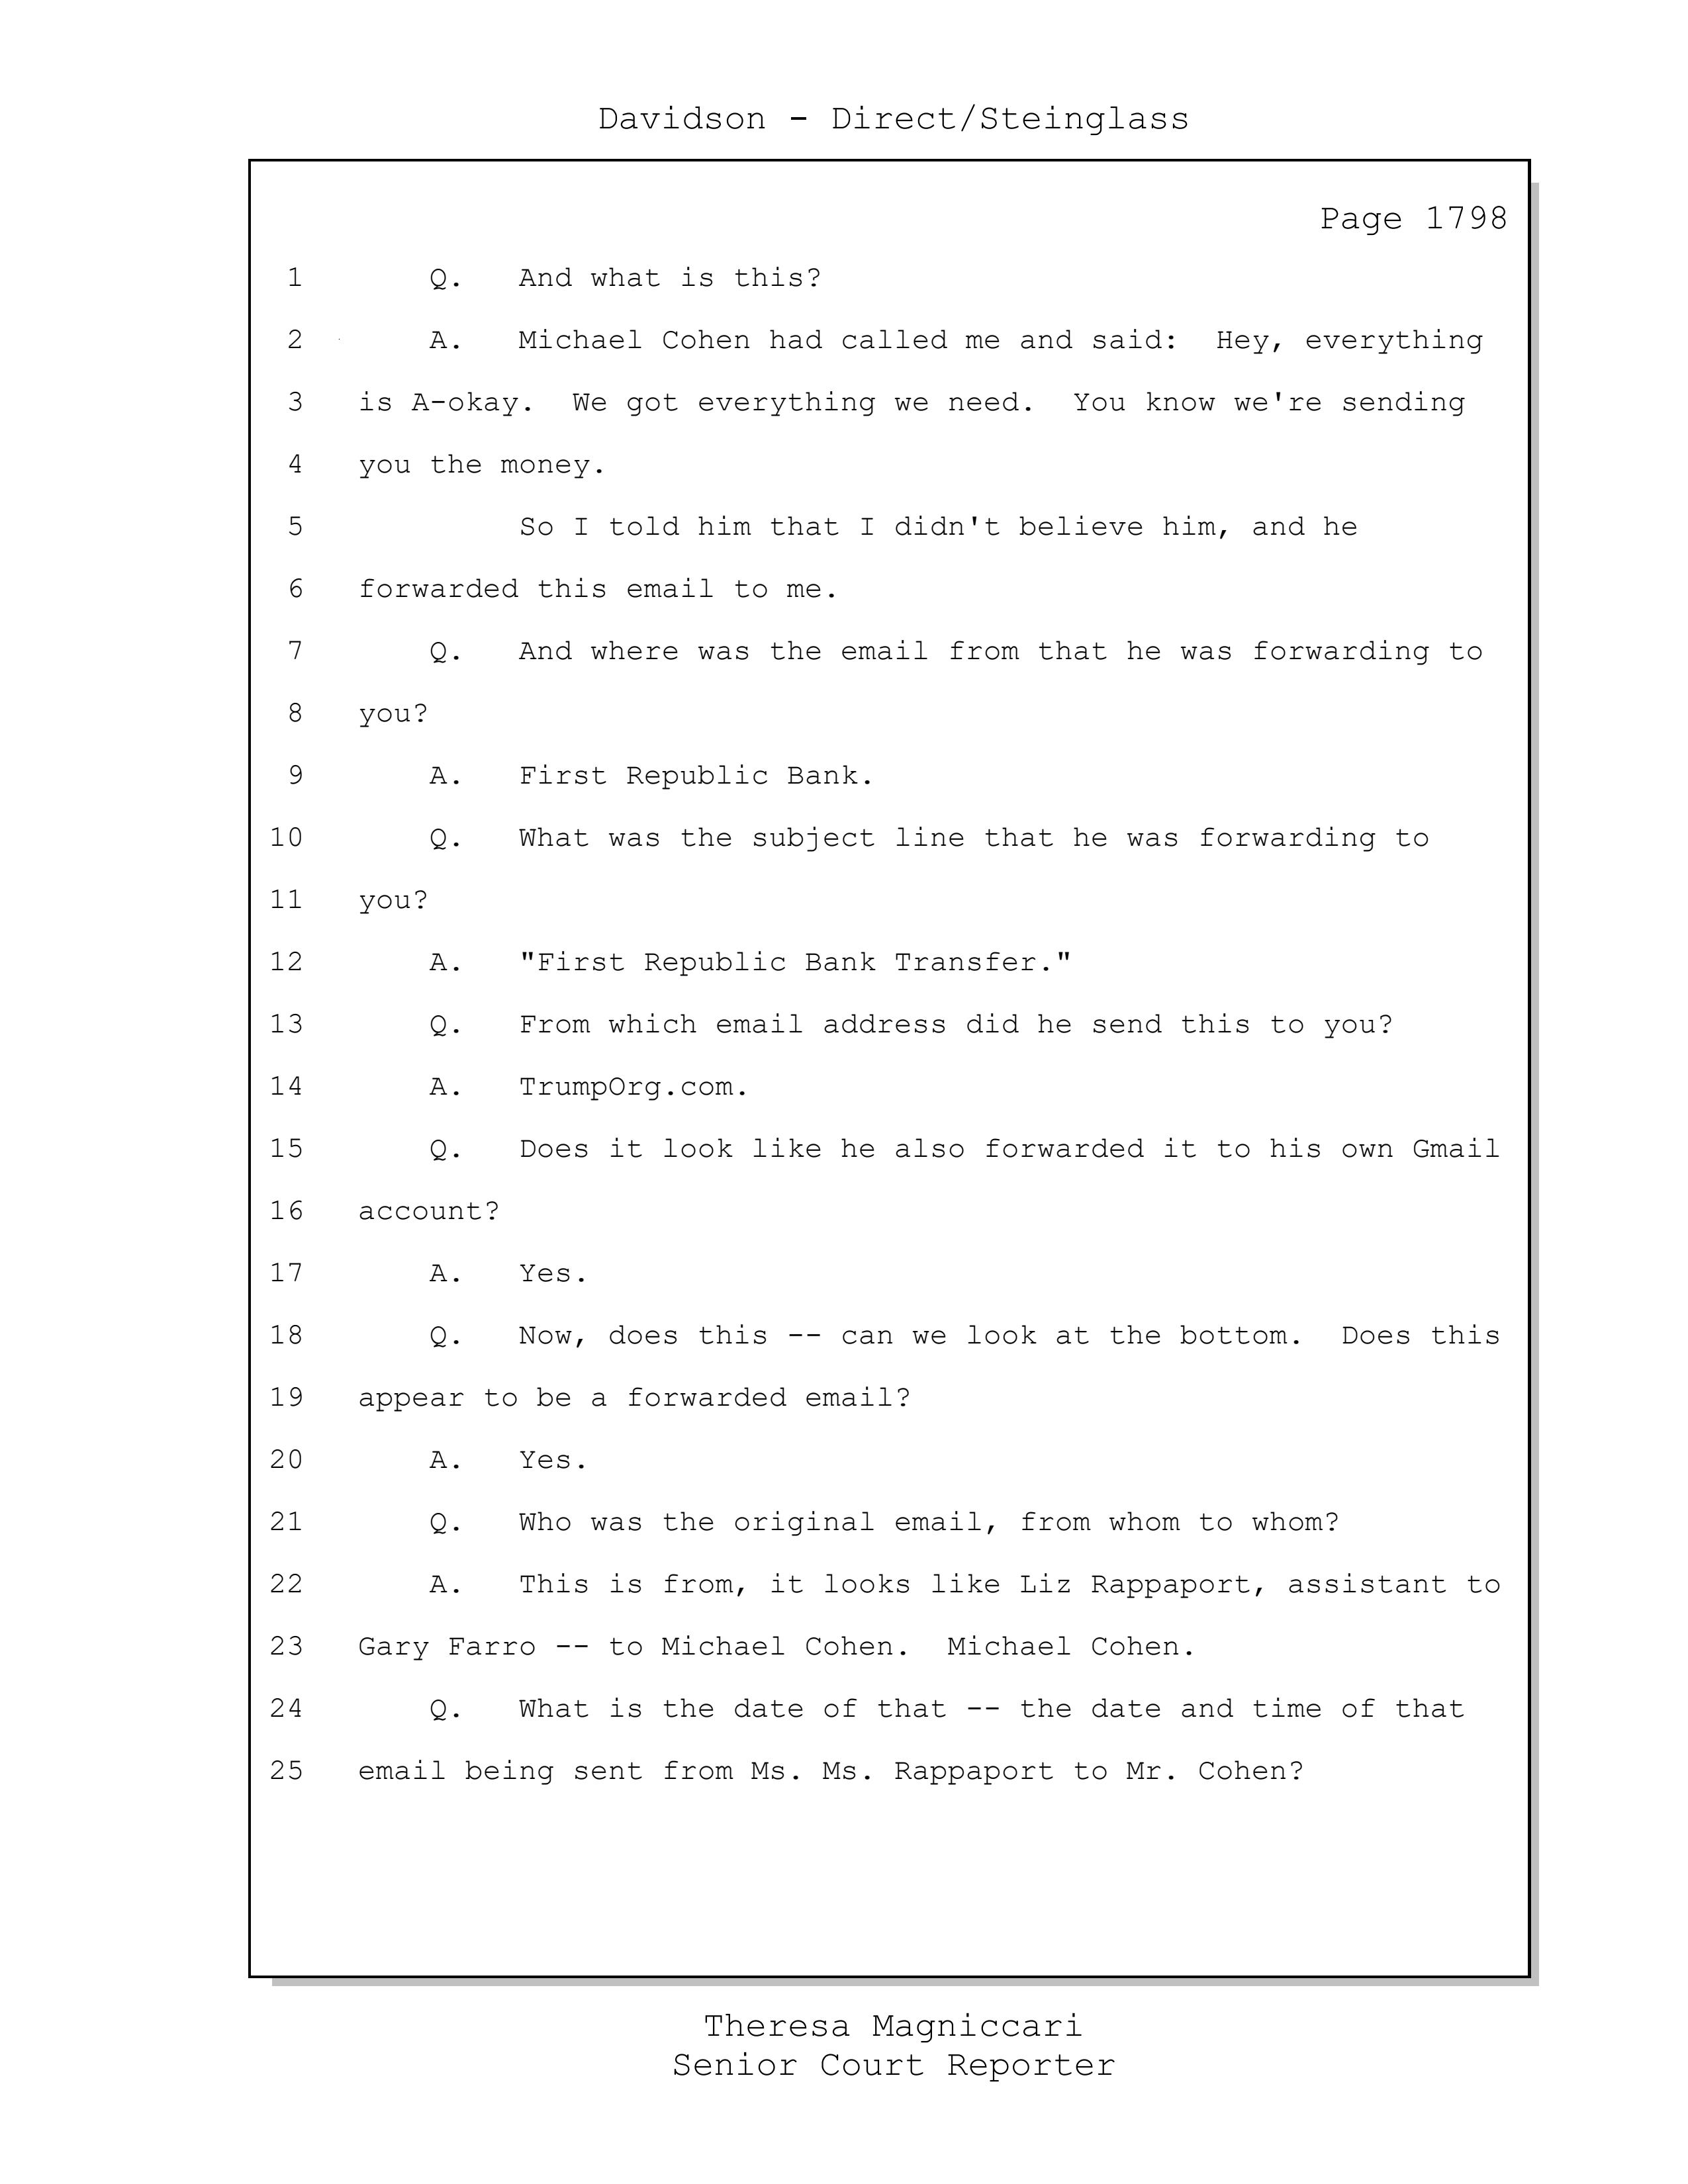 Davidson - Direct/Steinglass
Page 1798
1 Q. And what is this?
2 A. Michael Cohen had called me and said: Hey, everything
3 is A-okay. We got everything we need. You know we're sending
4 you the money.
5 So I told him that I didn't believe him, and he
6 forwarded this email to me.
7 Q. And where was the email from that he was forwarding to
8 you?
9 A. First Republic Bank.
10 Q. What was the subject line that he was forwarding to
11 you?
12 A. "First Republic Bank Transfer."
13 Q. From which email address did he send this to you?
14 A. TrumpOrg.com.
15 Q. Does it look like he also forwarded it to his own Gmail
16 account?
17 A. Yes.
18 Q. Now, does this -- can we look at the bottom. Does this
19 appear to be a forwarded email?
20 A. Yes.
21 Q. Who was the original email, from whom to whom?
22 A. This is from, it looks like Liz Rappaport, assistant to
23 Gary Farro -- to Michael Cohen. Michael Cohen.
24 Q. What is the date of that -- the date and time of that
25 email being sent from Ms. Ms. Rappaport to Mr. Cohen?
Theresa Magniccari
Senior Court Reporter